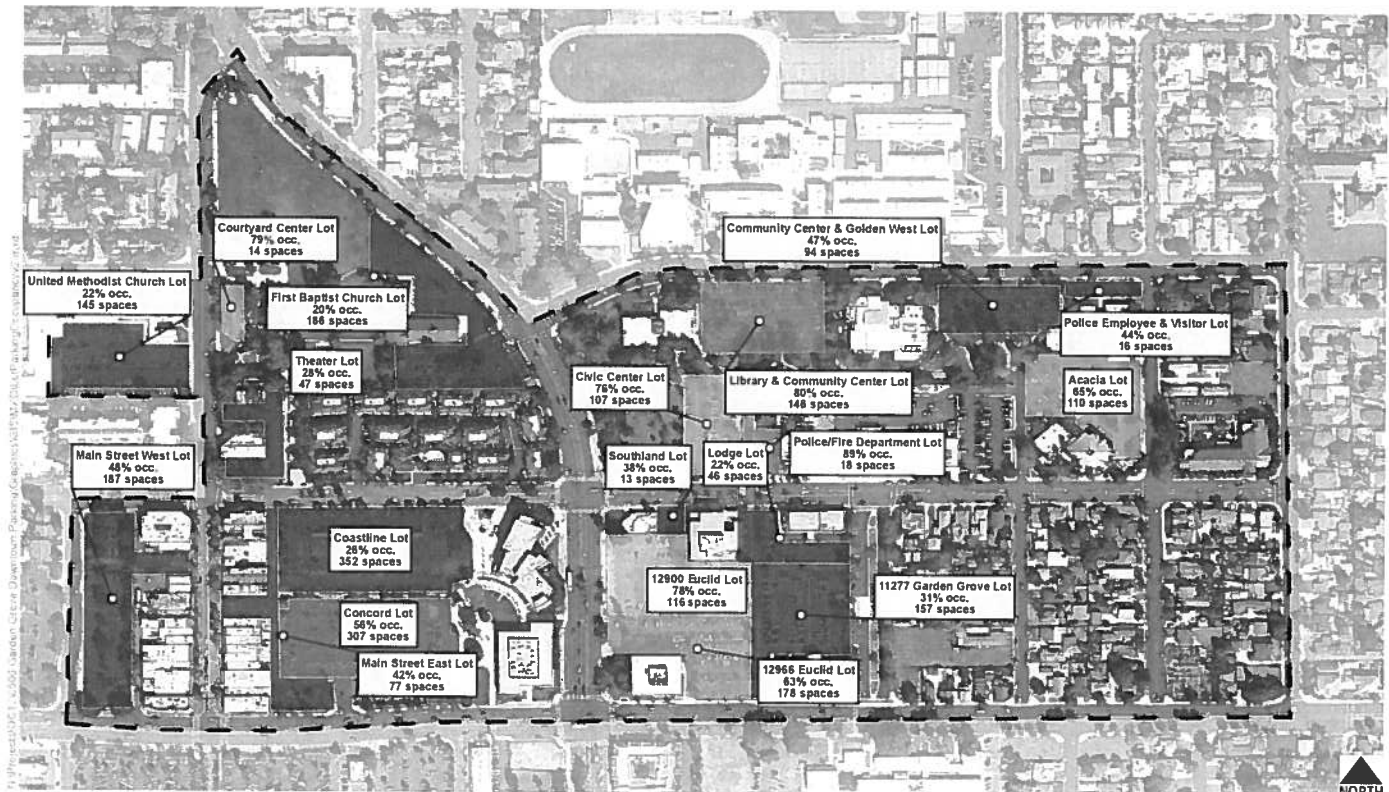 Courtyard Center Lot
79% occ.
14 spaces
Community Center & Golden West Lot
47% occ.
94 spaces
United Methodist Church Lot
22% occ.
145 spaces
First Baptist Church Lot
20% occ.
186 spaces
Police Employee & Visitor Lot
44% occ.
16 spaces
Theater Lot
28% occ.
47 spaces
Civic Center Lot
76% occ.
107 spaces
Library & Community Center Lot
80% occ.
146 spaces
Acacia Lot
65% occ.
110 spaces
Main Street West Lot
48% occ.
187 spaces
Southland Lot
38% occ.
13 spaces
Lodge Lot
22% occ.
46 spaces
Police/Fire Department Lot
89% occ.
18 spaces
Coastline Lot
26% occ.
352 spaces
12900 Euclid Lot
78% occ.
116 spaces
11277 Garden Grove Lot
31% occ.
157 spaces
Concord Lot
56% occ.
307 spaces
Main Street East Lot
42% occ.
77 spaces
12966 Euclid Lot
63% occ.
178 spaces
NORTH